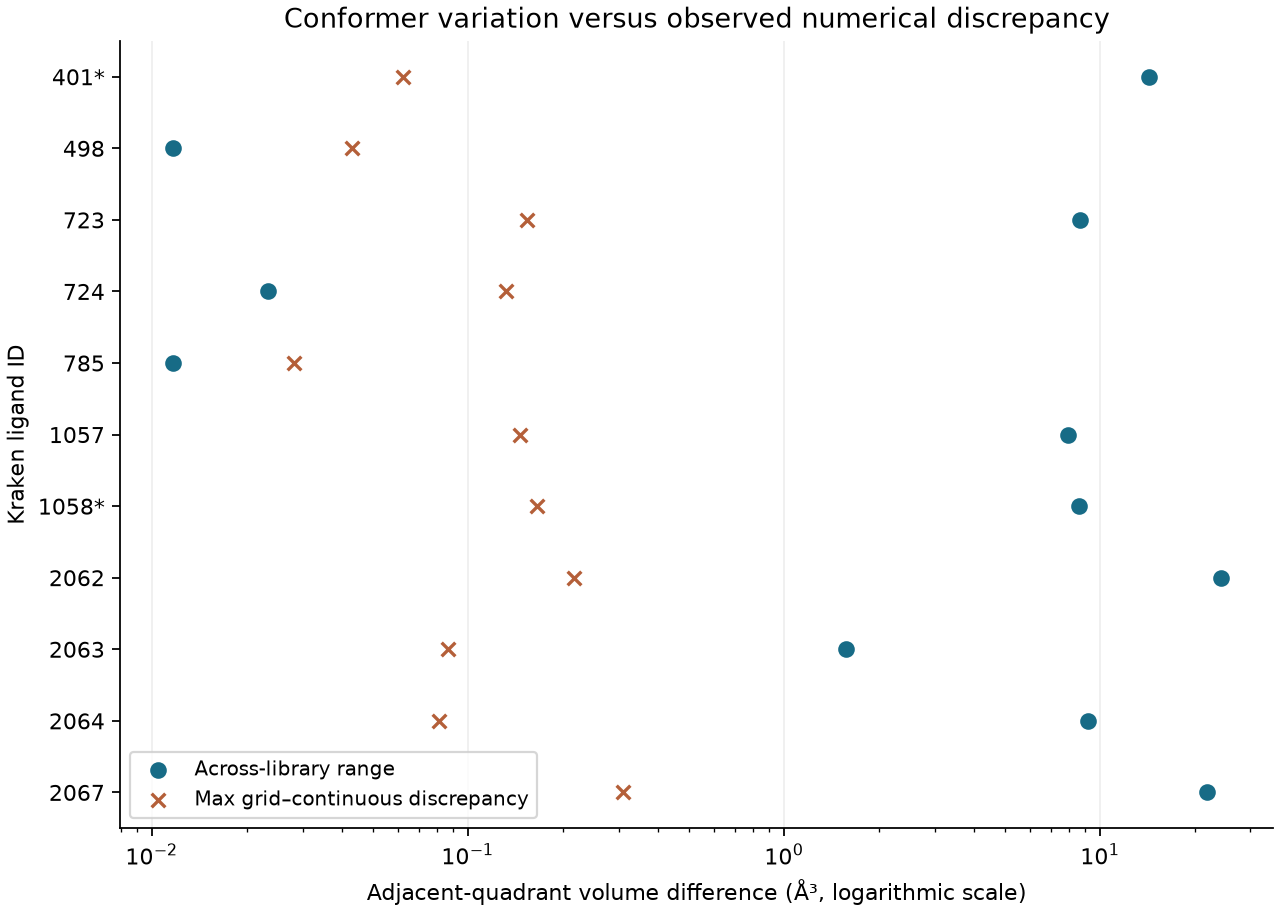 Conformer variation versus observed numerical discrepancy
Kraken ligand ID
401*
498
723
724
785
1057
1058*
2062
2063
2064
2067
Across-library range
Max grid–continuous discrepancy
10⁻² 10⁻¹ 10⁰ 10¹
Adjacent-quadrant volume difference (Å³, logarithmic scale)